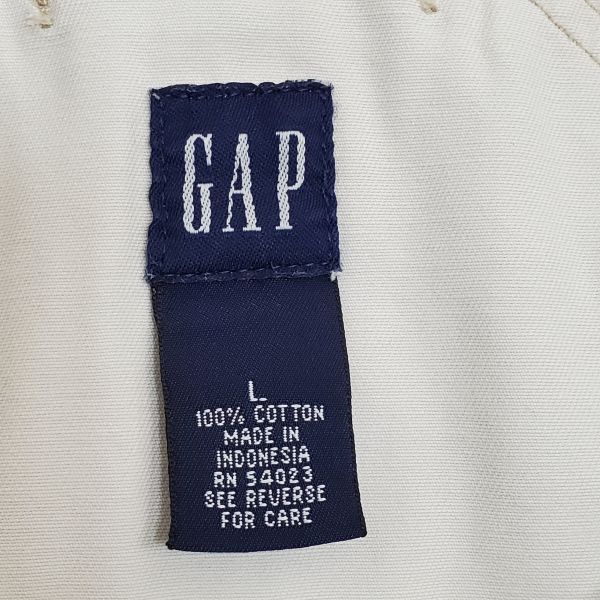 GAP
L
100% COTTON
MADE IN
INDONESIA
RN 54023
SEE REVERSE
FOR CARE